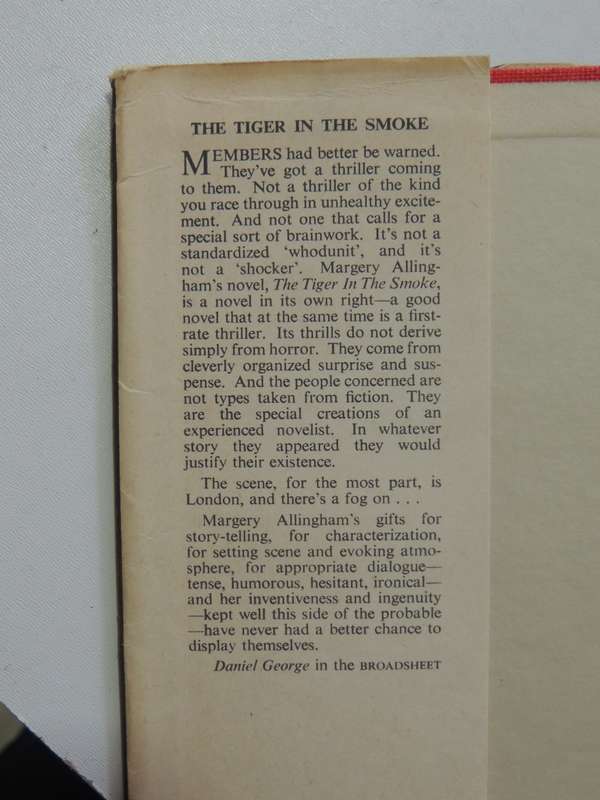 THE TIGER IN THE SMOKE
MEMBERS had better be warned.
They've got a thriller coming
to them. Not a thriller of the kind
you race through in unhealthy excite-
ment. And not one that calls for a
special sort of brainwork. It's not a
standardized 'whodunit', and it's
not a 'shocker'. Margery Alling-
ham's novel, The Tiger In The Smoke,
is a novel in its own right—a good
novel that at the same time is a first-
rate thriller. Its thrills do not derive
simply from horror. They come from
cleverly organized surprise and sus-
pense. And the people concerned are
not types taken from fiction. They
are the special creations of an
experienced novelist. In whatever
story they appeared they would
justify their existence.
The scene, for the most part, is
London, and there's a fog on . . .
Margery Allingham's gifts for
story-telling, for characterization,
for setting scene and evoking atmo-
sphere, for appropriate dialogue—
tense, humorous, hesitant, ironical—
and her inventiveness and ingenuity
—kept well this side of the probable
—have never had a better chance to
display themselves.
Daniel George in the BROADSHEET